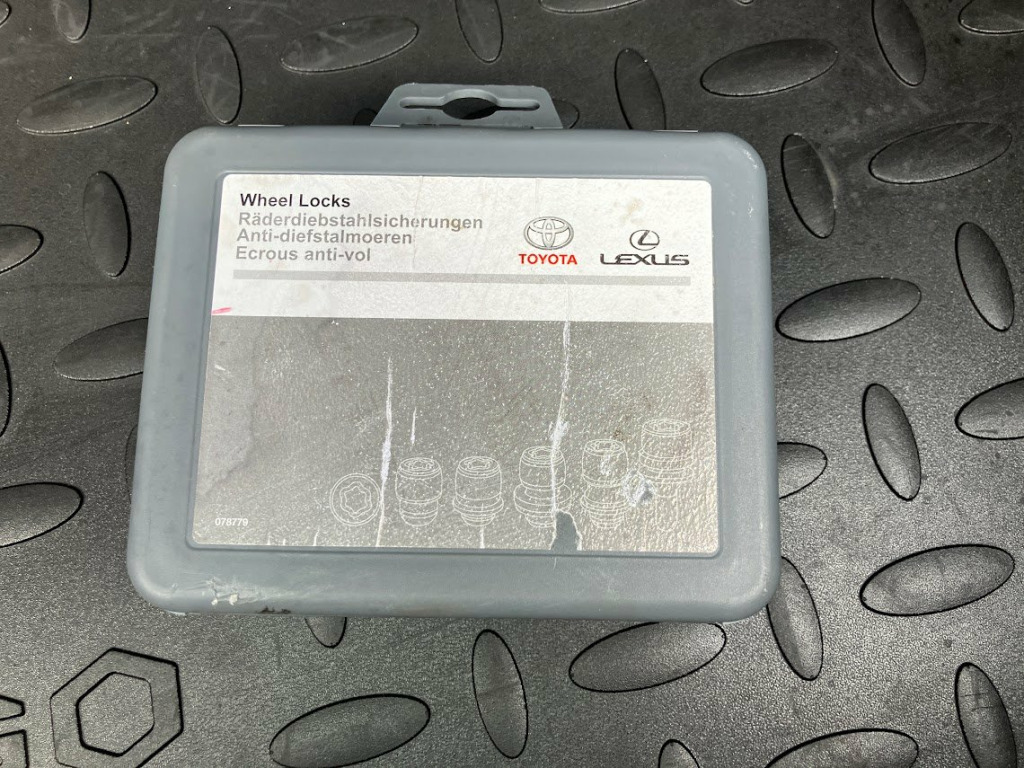 Wheel Locks
Räderdiebstahlsicherungen
Anti-diefstalmoeren
Ecrous anti-vol
TOYOTA
LEXUS
078779